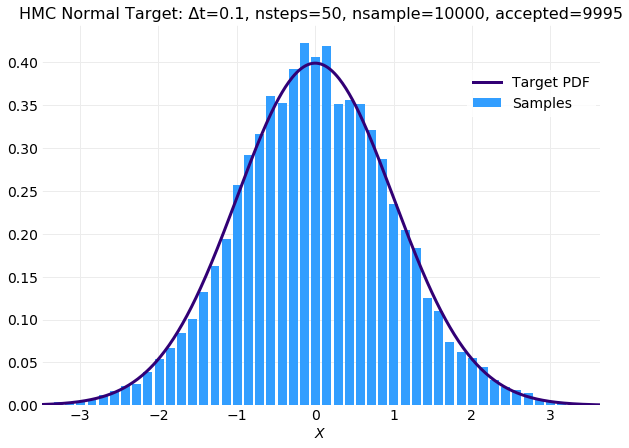 HMC Normal Target: Δt=0.1, nsteps=50, nsample=10000, accepted=9995
Target PDF
Samples
0.40
0.35
0.30
0.25
0.20
0.15
0.10
0.05
0.00
−3 −2 −1 0 1 2 3
X